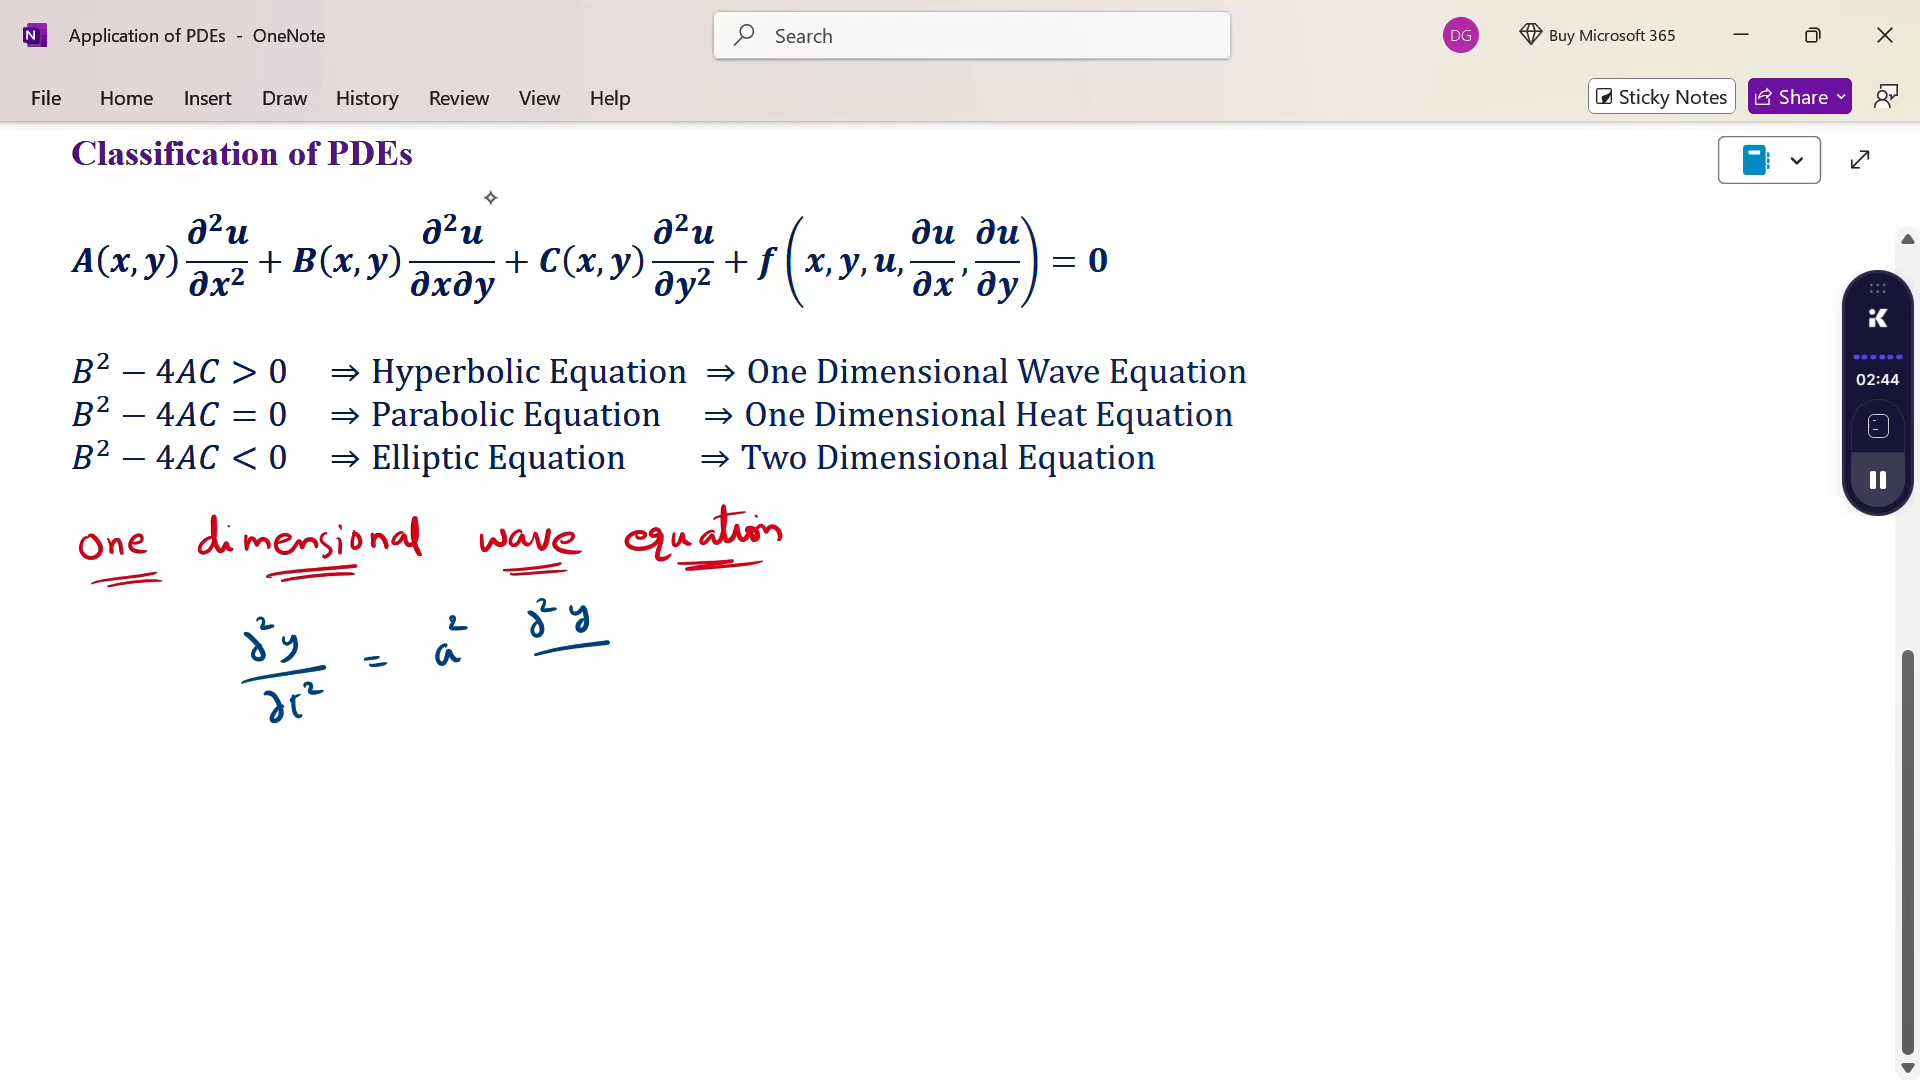 Application of PDEs - OneNote
Search
DG
Buy Microsoft 365
File Home Insert Draw History Review View Help
Sticky Notes
Share
Classification of PDEs
A(x, y) ∂²u/∂x² + B(x, y) ∂²u/∂x∂y + C(x, y) ∂²u/∂y² + f(x, y, u, ∂u/∂x, ∂u/∂y) = 0
02:44
B² − 4AC > 0 ⇒ Hyperbolic Equation ⇒ One Dimensional Wave Equation
B² − 4AC = 0 ⇒ Parabolic Equation ⇒ One Dimensional Heat Equation
B² − 4AC < 0 ⇒ Elliptic Equation ⇒ Two Dimensional Equation
one dimensional wave equation
∂²y/∂t² = a² ∂²y